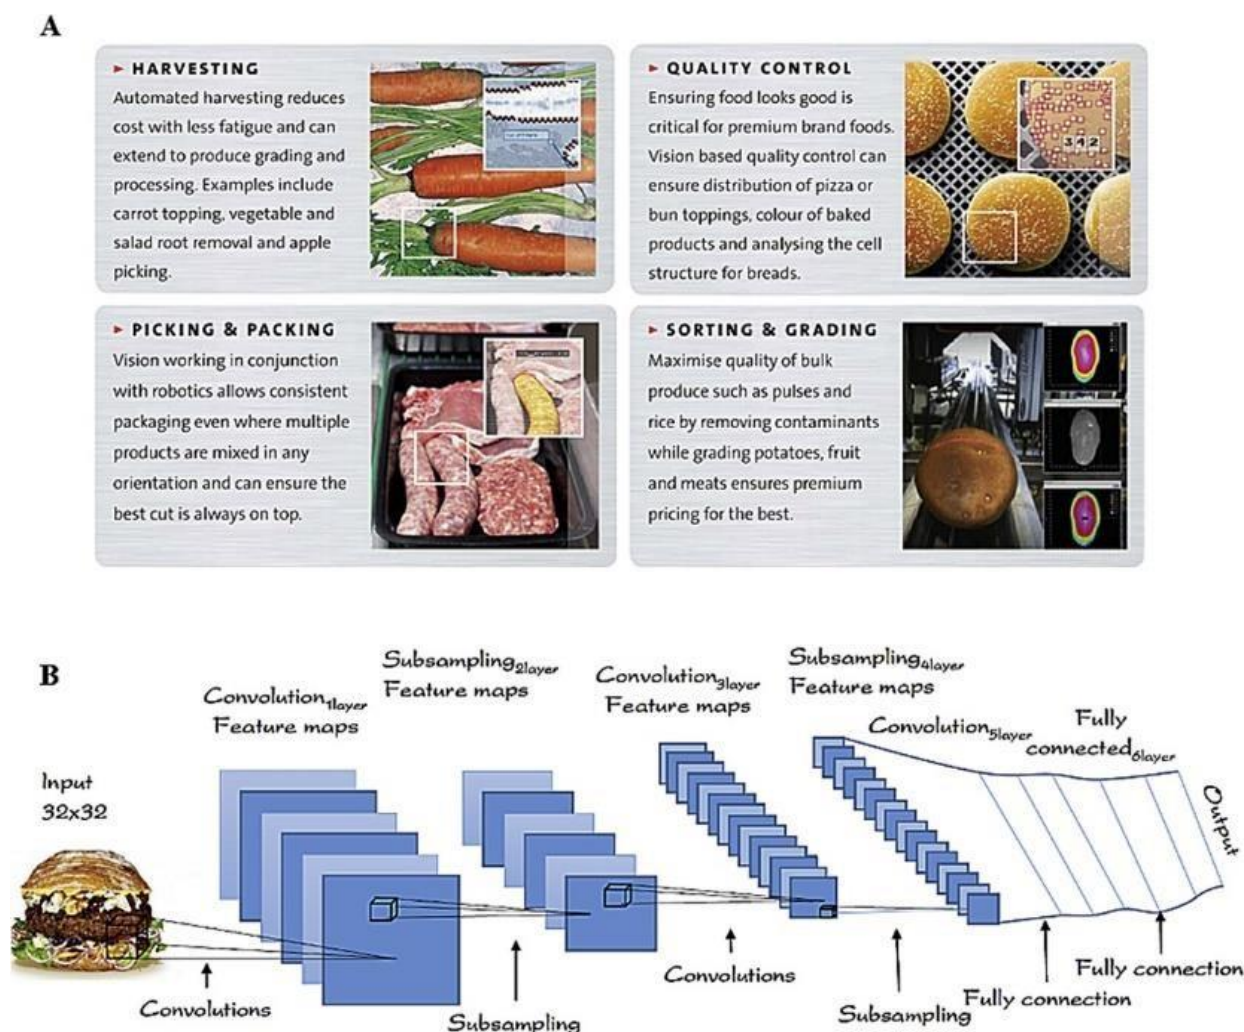 A
► HARVESTING
Automated harvesting reduces
cost with less fatigue and can
extend to produce grading and
processing. Examples include
carrot topping, vegetable and
salad root removal and apple
picking.
► QUALITY CONTROL
Ensuring food looks good is
critical for premium brand foods.
Vision based quality control can
ensure distribution of pizza or
bun toppings, colour of baked
products and analysing the cell
structure for breads.
342
► PICKING & PACKING
Vision working in conjunction
with robotics allows consistent
packaging even where multiple
products are mixed in any
orientation and can ensure the
best cut is always on top.
► SORTING & GRADING
Maximise quality of bulk
produce such as pulses and
rice by removing contaminants
while grading potatoes, fruit
and meats ensures premium
pricing for the best.
B
Input
32x32
Convolution1layer
Feature maps
Subsampling2layer
Feature maps
Convolution3layer
Feature maps
Subsampling4layer
Feature maps
Convolution5layer
Fully
connected6layer
Output
Convolutions
Subsampling
Convolutions
Subsampling
Fully connection
Fully connection